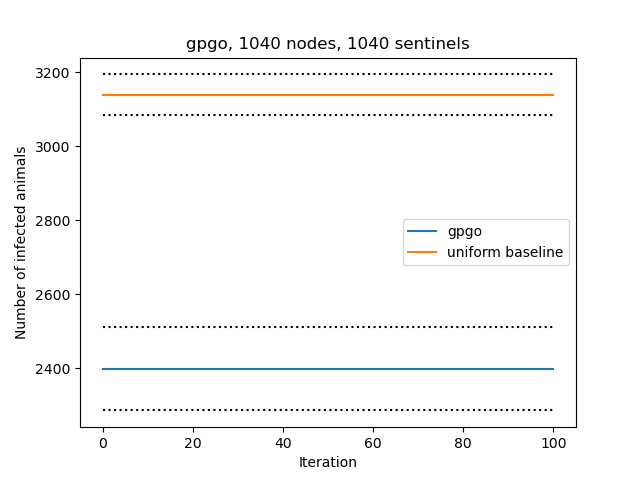 gpgo, 1040 nodes, 1040 sentinels
3200
3000
2800
2600
2400
Number of infected animals
gpgo
uniform baseline
0 20 40 60 80 100
Iteration